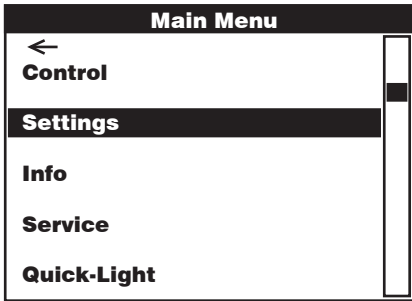 Main Menu
←
Control
Settings
Info
Service
Quick-Light